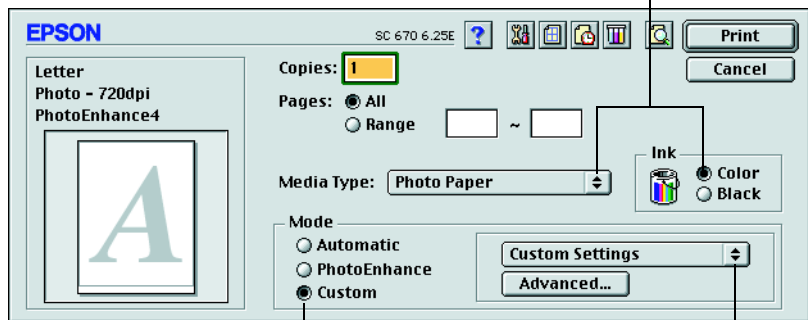 EPSON
SC 670 6.25E
?
Print
Letter
Photo - 720dpi
PhotoEnhance4
A
Copies: 1
Cancel
Pages: All
Range ~
Media Type: Photo Paper
Ink
Color
Black
Mode
Automatic
PhotoEnhance
Custom
Custom Settings
Advanced...